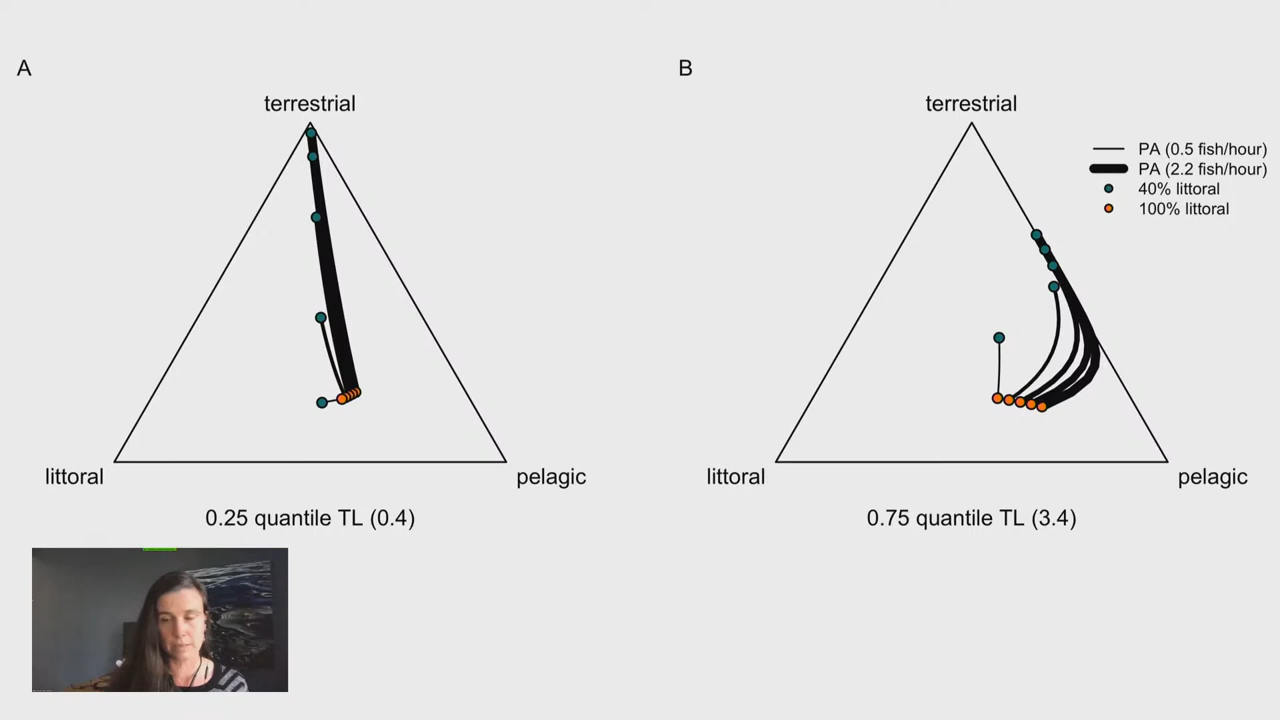 A
B
terrestrial
terrestrial
PA (0.5 fish/hour)
PA (2.2 fish/hour)
40% littoral
100% littoral
littoral
pelagic
littoral
pelagic
0.25 quantile TL (0.4)
0.75 quantile TL (3.4)